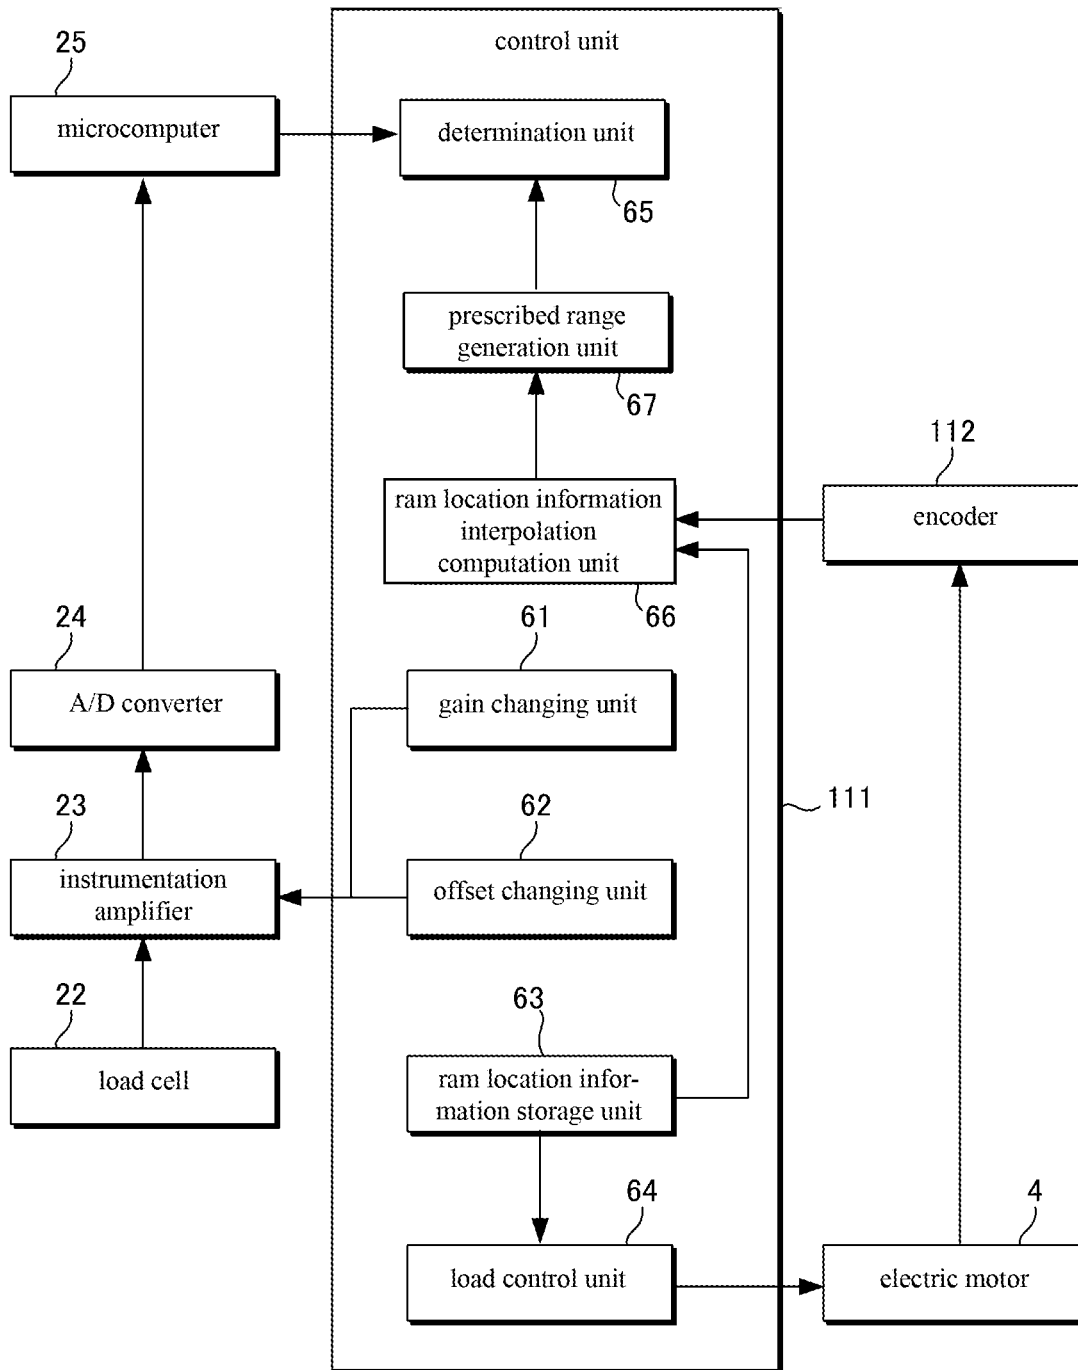 control unit
25
microcomputer
determination unit
65
prescribed range
generation unit
67
112
encoder
ram location information
interpolation
computation unit
66
24
A/D converter
61
gain changing unit
111
23
instrumentation
amplifier
62
offset changing unit
22
load cell
63
ram location infor-
mation storage unit
64
load control unit
4
electric motor